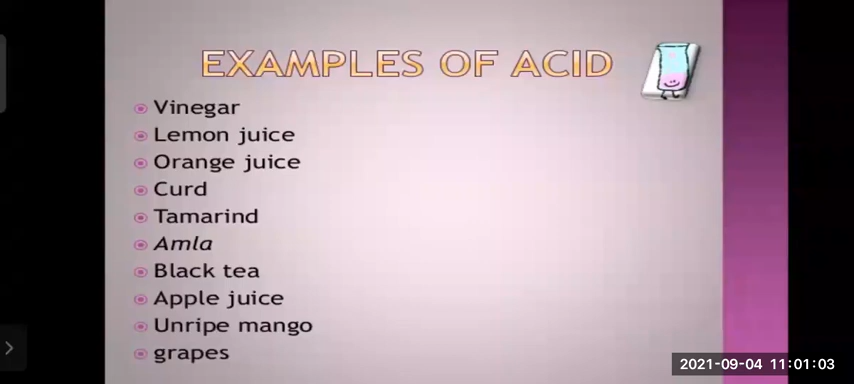 EXAMPLES OF ACID
Vinegar
Lemon juice
Orange juice
Curd
Tamarind
Amla
Black tea
Apple juice
Unripe mango
grapes
2021-09-04 11:01:03